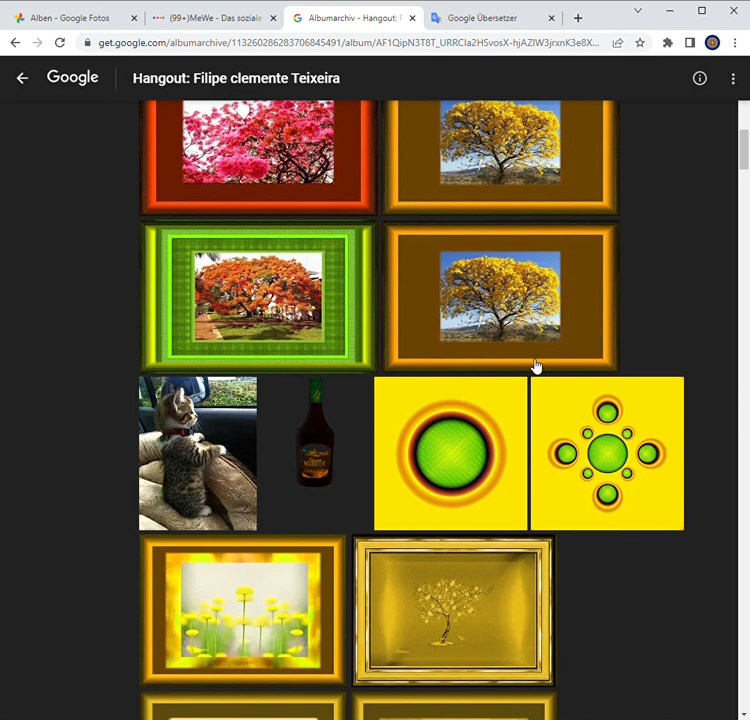 Alben - Google Fotos
(99+)MeWe - Das soziale
Albumarchiv - Hangout: F
Google Übersetzer
get.google.com/albumarchive/113260286283706845491/album/AF1QipN3T8T_URRCIa2HSvosX-hjAZIW3jrxnK3e8X...
Google
Hangout: Filipe clemente Teixeira